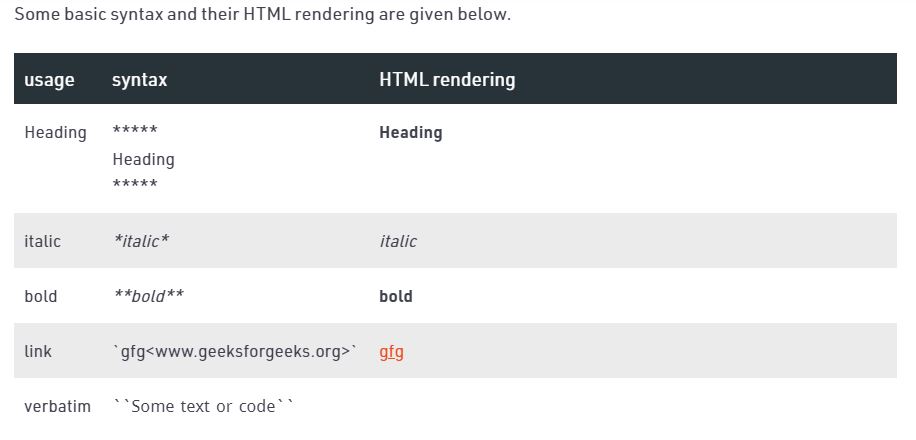 Some basic syntax and their HTML rendering are given below.
usage syntax HTML rendering
Heading ***** Heading
Heading
*****
italic *italic* italic
bold **bold** bold
link `gfg<www.geeksforgeeks.org>` gfg
verbatim ``Some text or code``